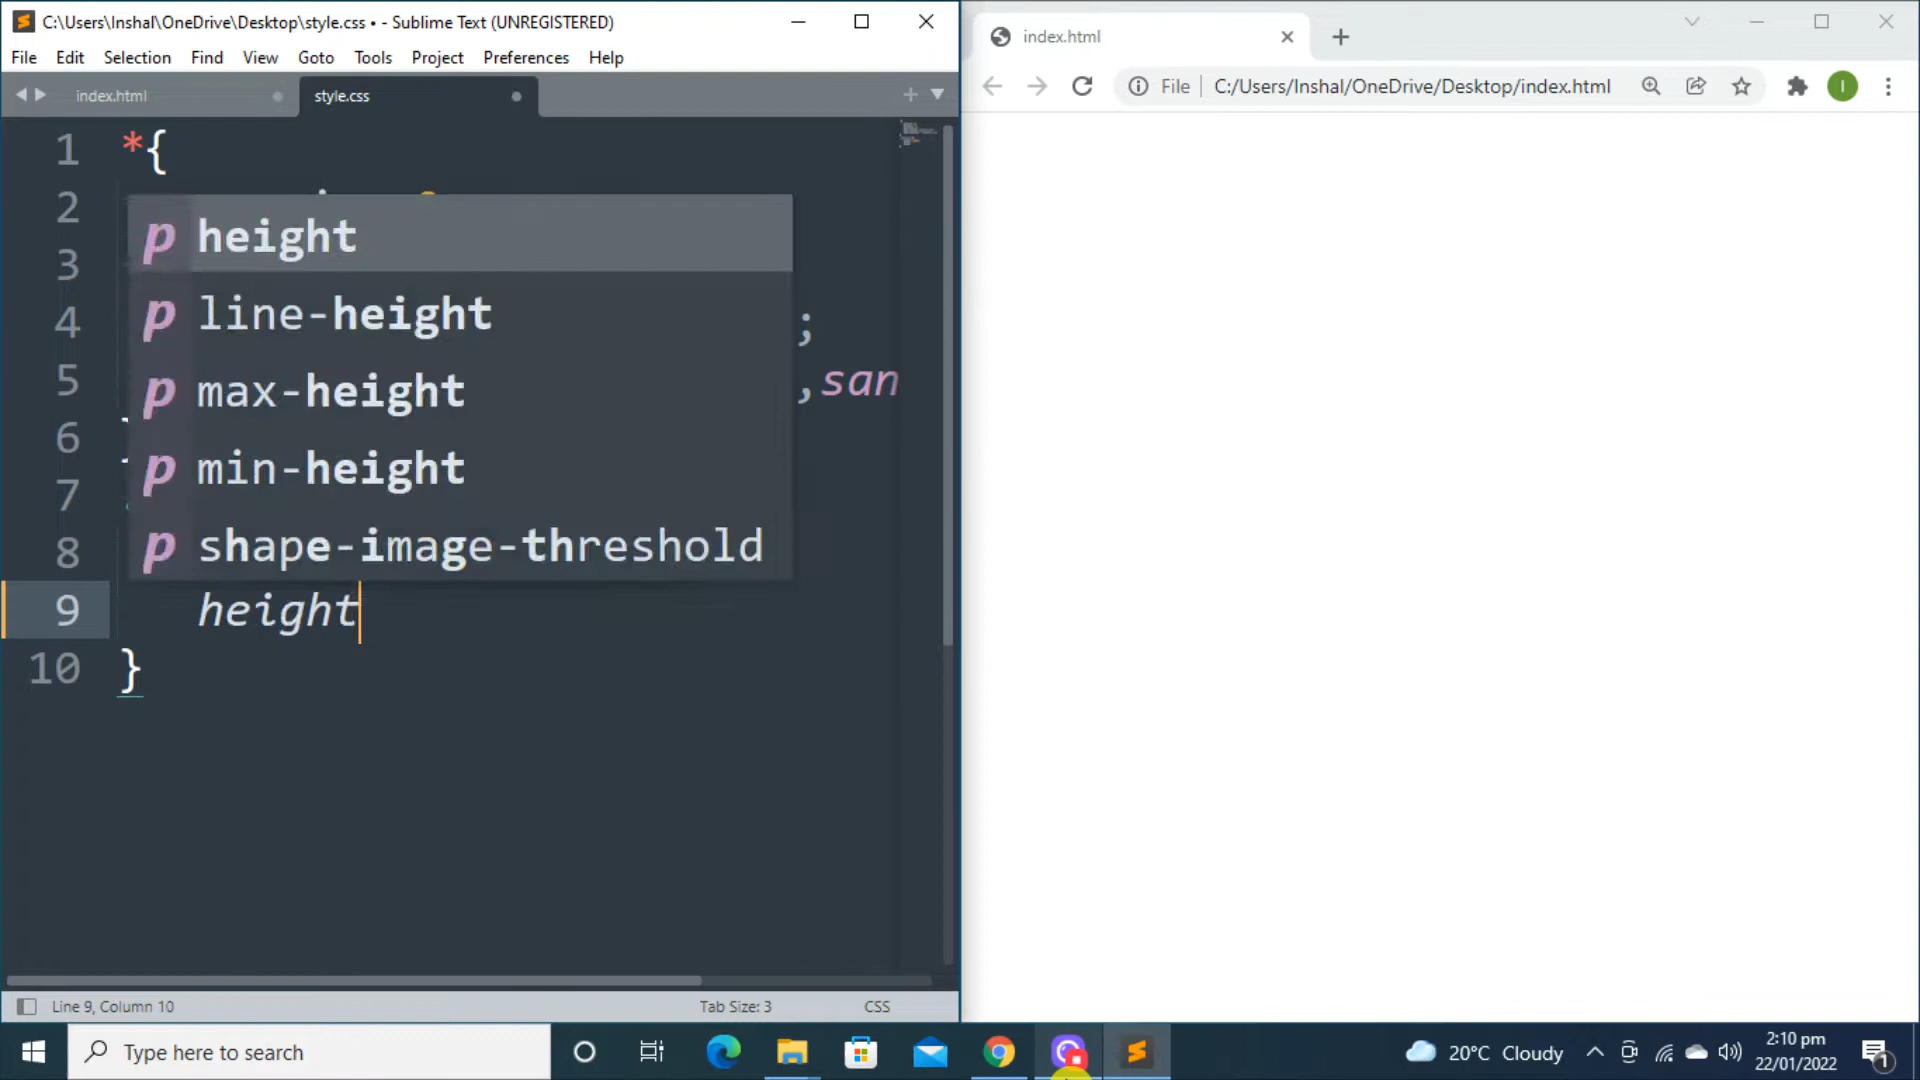 C:\Users\Inshal\OneDrive\Desktop\style.css • - Sublime Text (UNREGISTERED)
File Edit Selection Find View Goto Tools Project Preferences Help
index.html
style.css
1 *{
2
3
4 ;
5 ,san
6
7
8
9 height
10 }
p height
p line-height
p max-height
p min-height
p shape-image-threshold
Line 9, Column 10
Tab Size: 3
CSS
index.html
File
C:/Users/Inshal/OneDrive/Desktop/index.html
I
Type here to search
20°C Cloudy
2:10 pm
22/01/2022
1